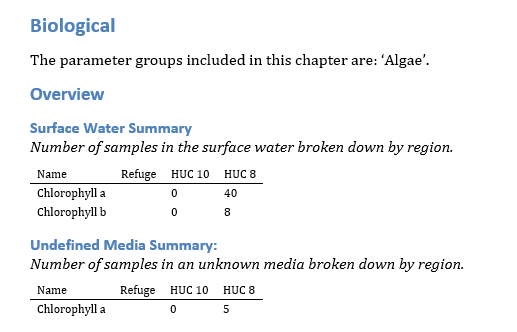 Biological
The parameter groups included in this chapter are: ‘Algae’.
Overview
Surface Water Summary
Number of samples in the surface water broken down by region.
Name Refuge HUC 10 HUC 8
Chlorophyll a 0 40
Chlorophyll b 0 8
Undefined Media Summary:
Number of samples in an unknown media broken down by region.
Name Refuge HUC 10 HUC 8
Chlorophyll a 0 5